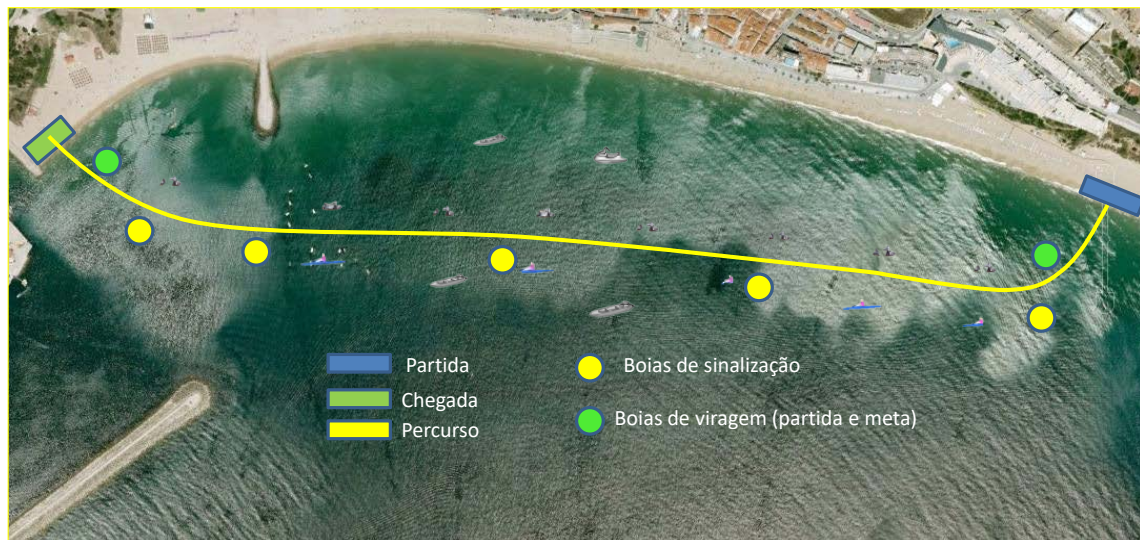 Partida
Chegada
Percurso
Boias de sinalização
Boias de viragem (partida e meta)